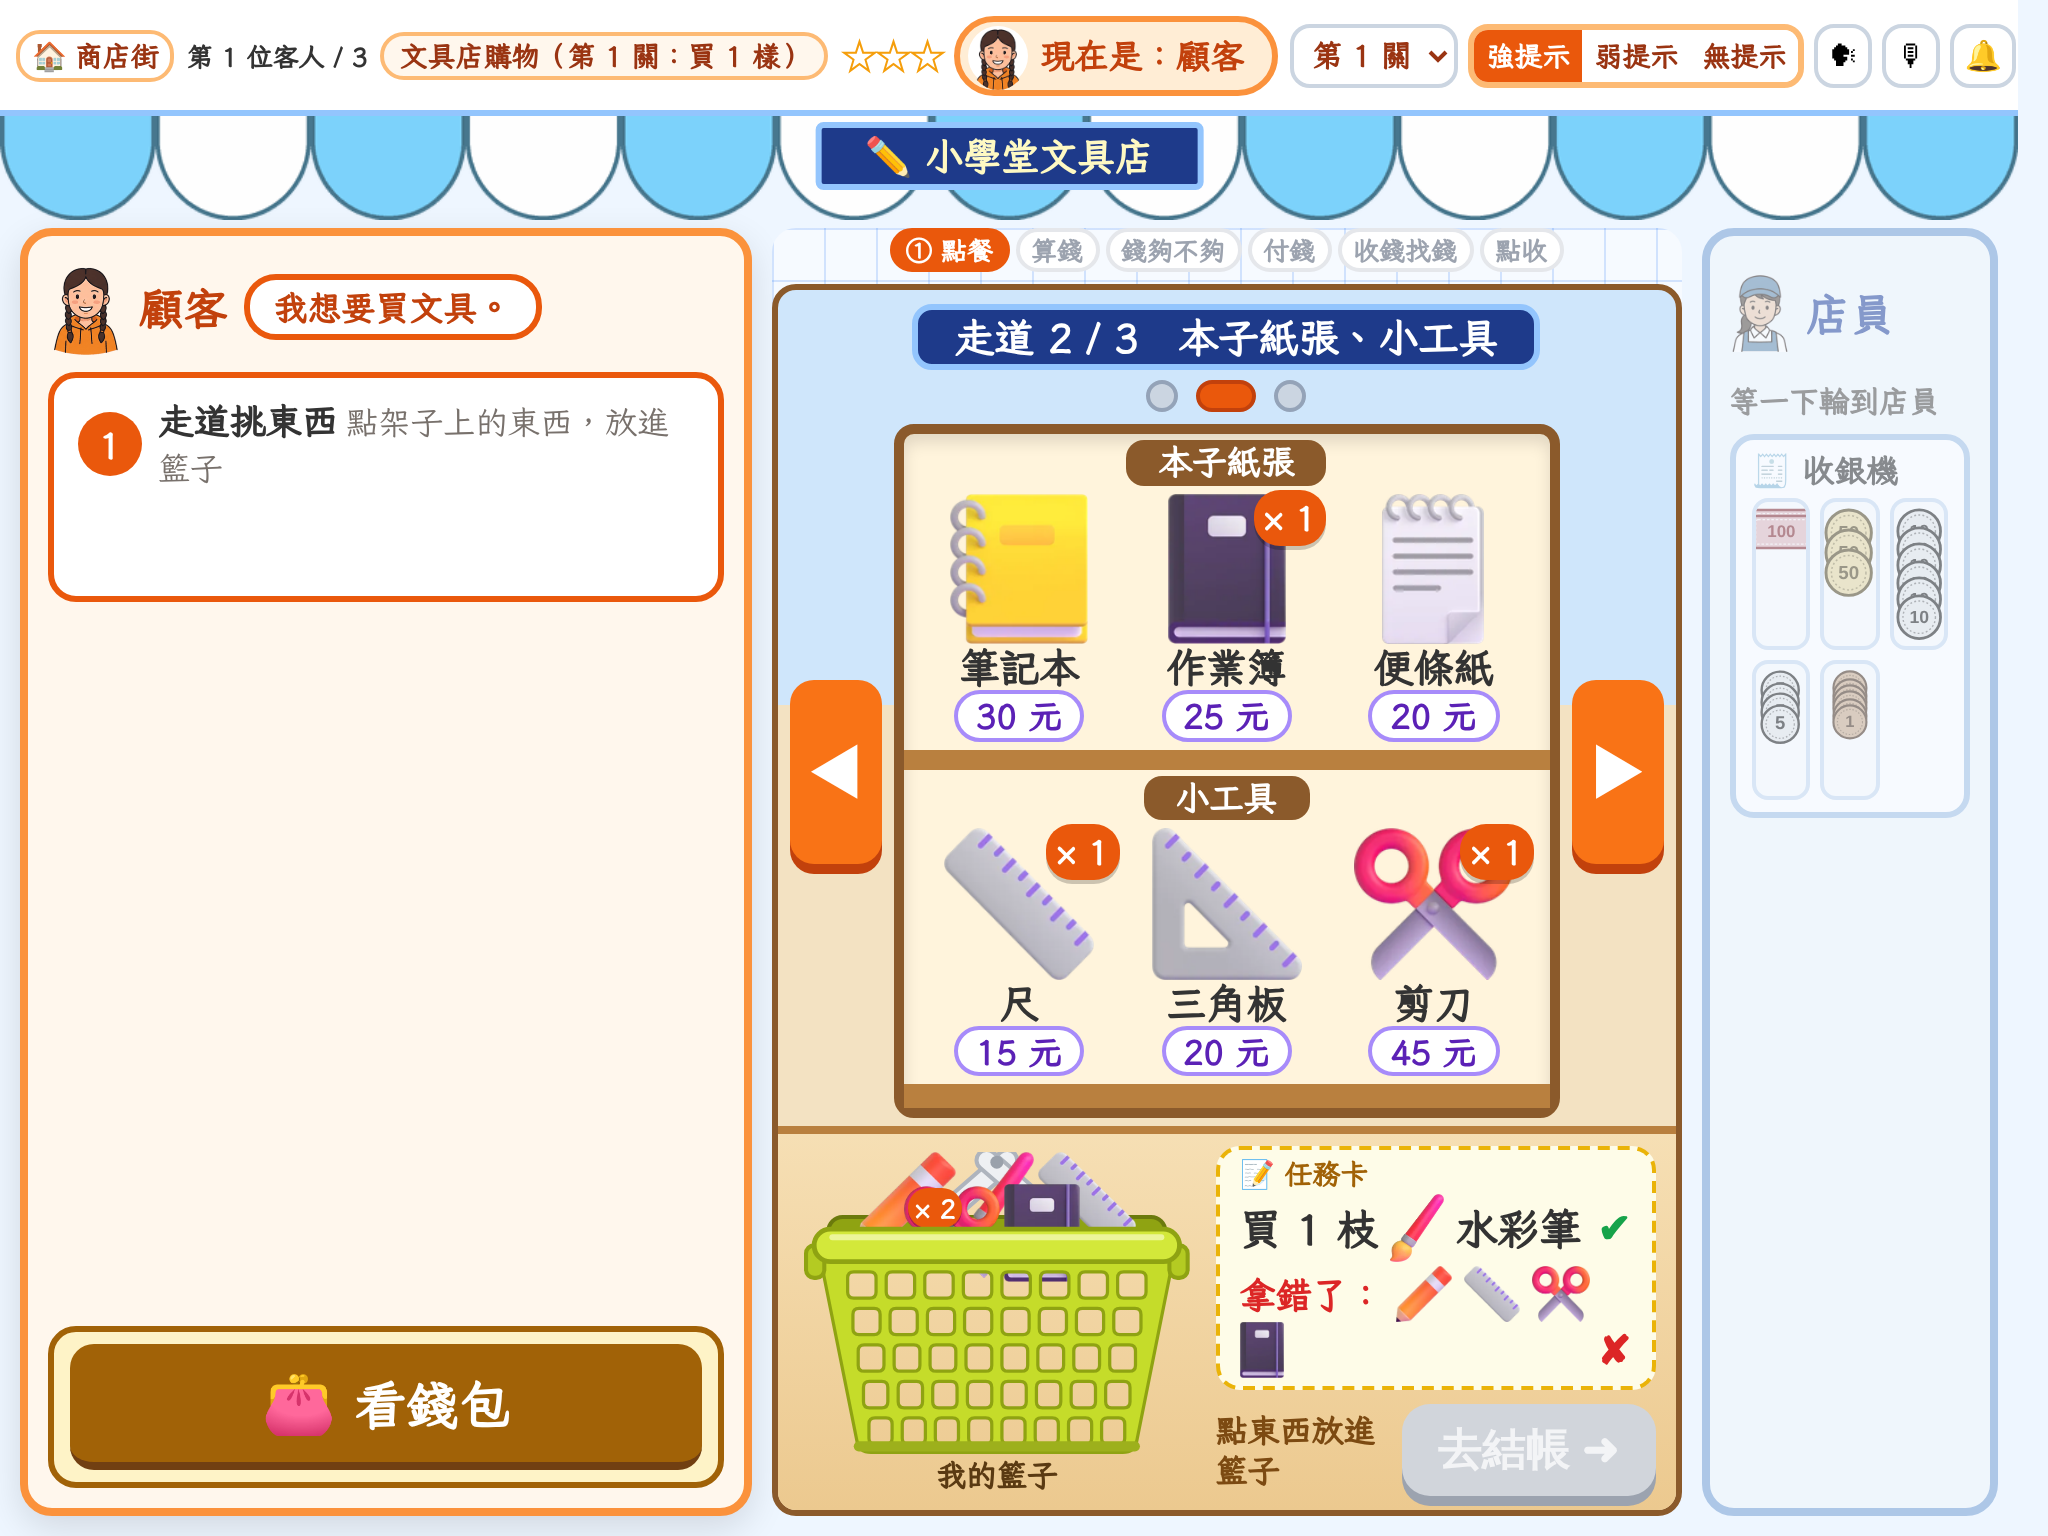 商店街
第 1 位客人 / 3
文具店購物（第 1 關：買 1 樣）
現在是：顧客
第 1 關
強提示 弱提示 無提示
小學堂文具店
顧客
我想要買文具。
1
走道挑東西 點架子上的東西，放進
籃子
看錢包
① 點餐 算錢 錢夠不夠 付錢 收錢找錢 點收
走道 2 / 3 本子紙張、小工具
本子紙張
× 1
筆記本 作業簿 便條紙
30 元 25 元 20 元
小工具
× 1 × 1
尺 三角板 剪刀
15 元 20 元 45 元
× 2
我的籃子
任務卡
買 1 枝 水彩筆 ✔
拿錯了：
✘
點東西放進
籃子
去結帳 ➜
店員
等一下輪到店員
收銀機
100 50 10
5 1